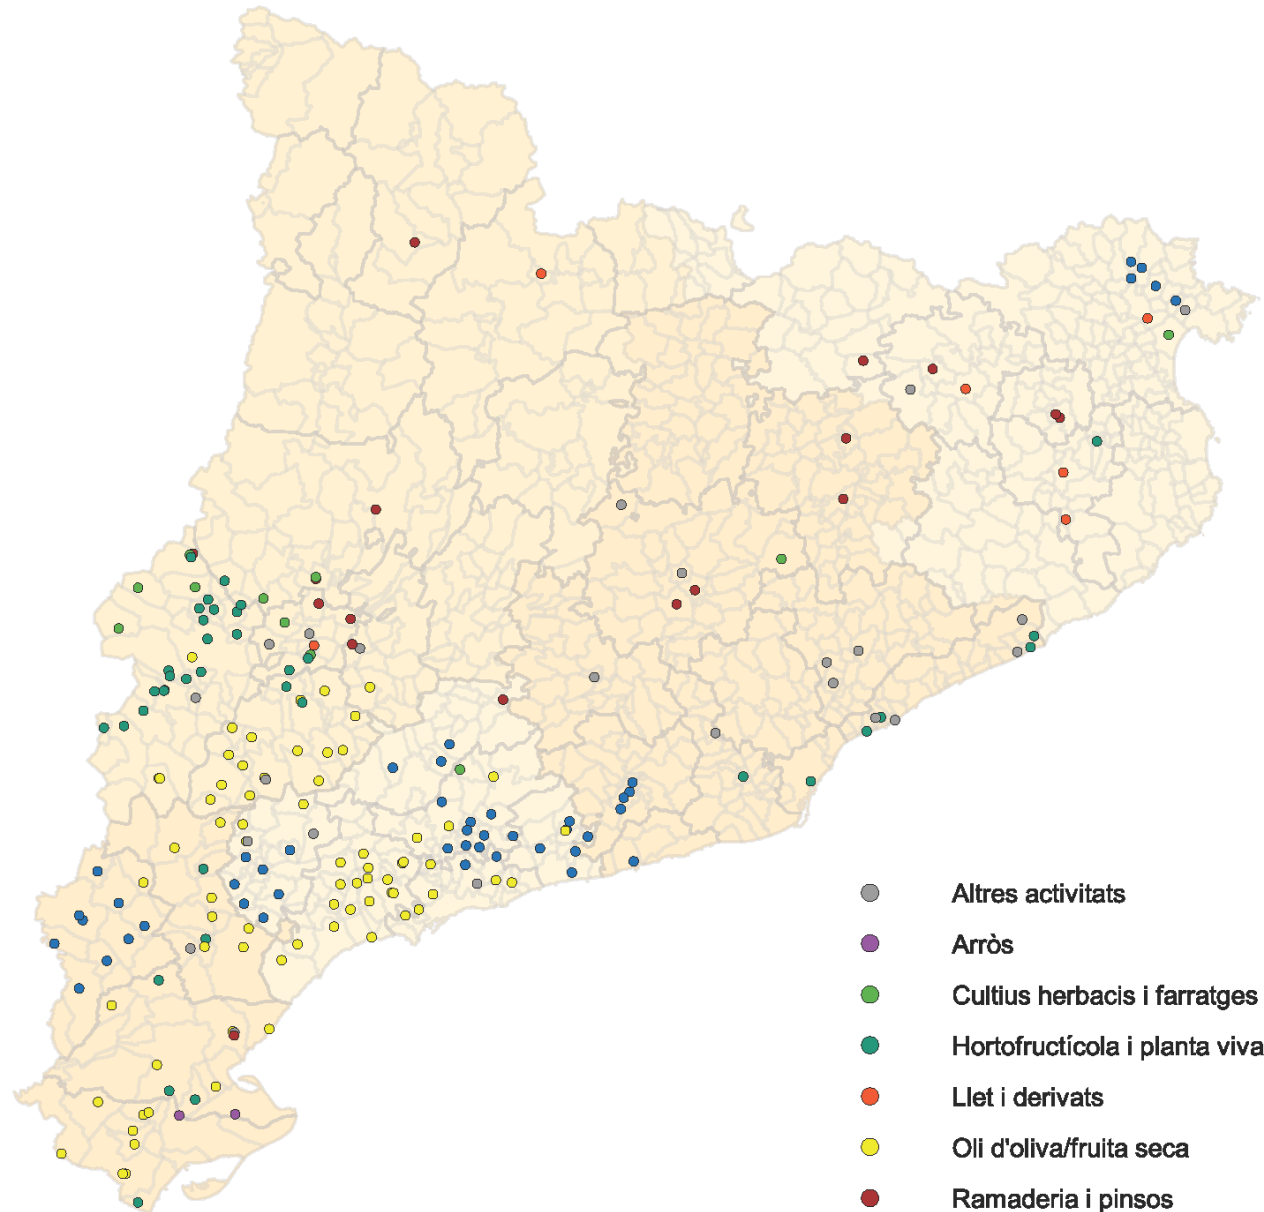 Altres activitats
Arròs
Cultius herbacis i farratges
Hortofructícola i planta viva
Llet i derivats
Oli d'oliva/fruita seca
Ramaderia i pinsos